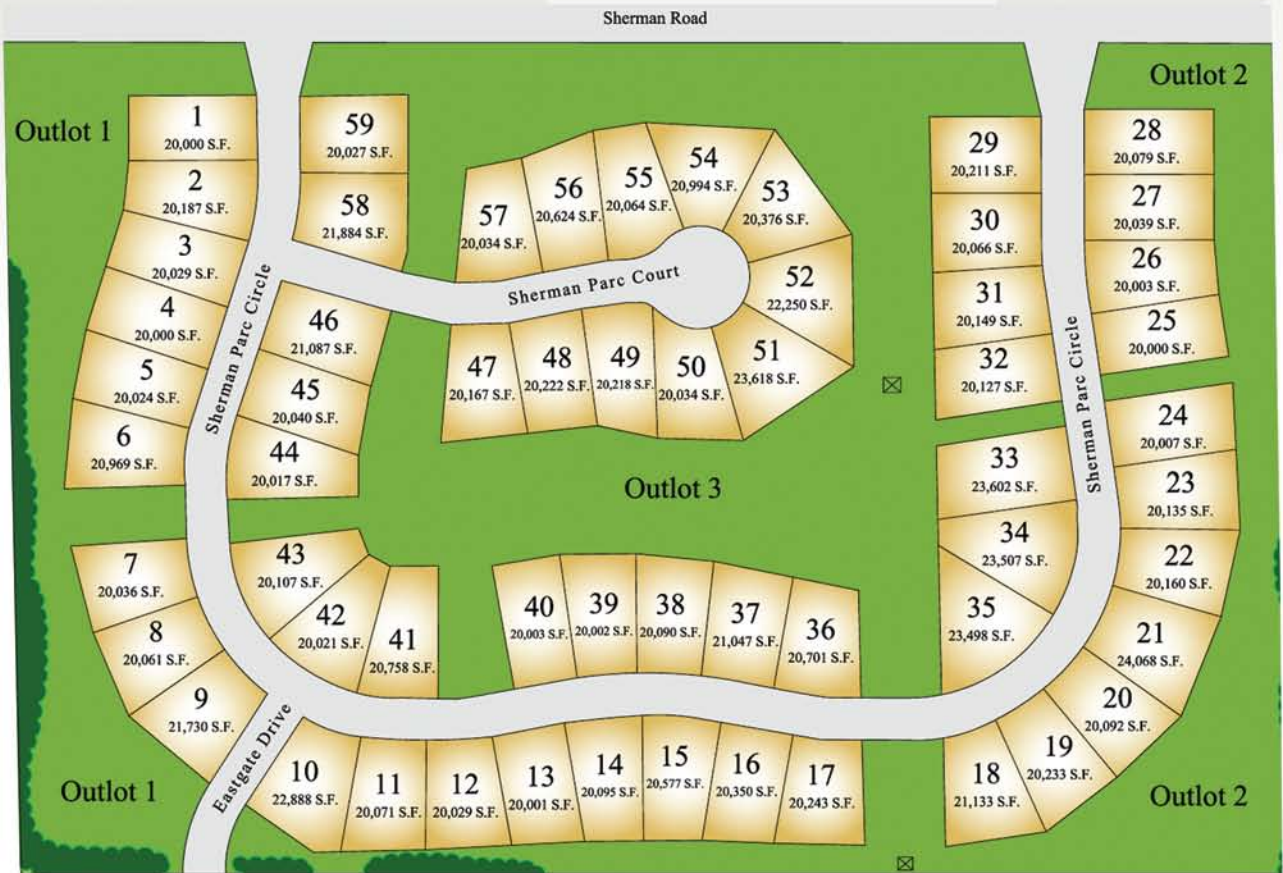 Sherman Road
Outlot 1
Outlot 2
1
20,000 S.F.
2
20,187 S.F.
3
20,029 S.F.
4
20,000 S.F.
5
20,024 S.F.
6
20,969 S.F.
7
20,036 S.F.
8
20,061 S.F.
9
21,730 S.F.
10
22,888 S.F.
11
20,071 S.F.
12
20,029 S.F.
13
20,001 S.F.
14
20,095 S.F.
15
20,577 S.F.
16
20,350 S.F.
17
20,243 S.F.
18
21,133 S.F.
19
20,233 S.F.
20
20,092 S.F.
21
24,068 S.F.
22
20,160 S.F.
23
20,135 S.F.
24
20,007 S.F.
25
20,000 S.F.
26
20,003 S.F.
27
20,039 S.F.
28
20,079 S.F.
29
20,211 S.F.
30
20,066 S.F.
31
20,149 S.F.
32
20,127 S.F.
33
23,602 S.F.
34
23,507 S.F.
35
23,498 S.F.
36
20,701 S.F.
37
21,047 S.F.
38
20,090 S.F.
39
20,002 S.F.
40
20,003 S.F.
41
20,758 S.F.
42
20,021 S.F.
43
20,107 S.F.
44
20,017 S.F.
45
20,040 S.F.
46
21,087 S.F.
47
20,167 S.F.
48
20,222 S.F.
49
20,218 S.F.
50
20,034 S.F.
51
23,618 S.F.
52
22,250 S.F.
53
20,376 S.F.
54
20,994 S.F.
55
20,064 S.F.
56
20,624 S.F.
57
20,034 S.F.
58
21,884 S.F.
59
20,027 S.F.
Sherman Parc Circle
Sherman Parc Court
Sherman Parc Circle
Outlot 3
Eastgate Drive
Outlot 1
Outlot 2